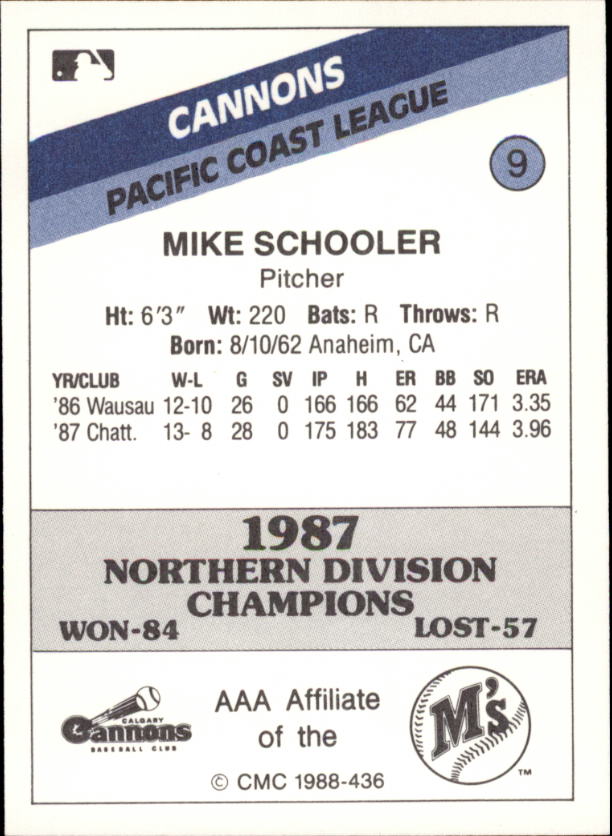 CANNONS
PACIFIC COAST LEAGUE
9
MIKE SCHOOLER
Pitcher
Ht: 6'3" Wt: 220 Bats: R Throws: R
Born: 8/10/62 Anaheim, CA
YR/CLUB W-L G SV IP H ER BB SO ERA
'86 Wausau 12-10 26 0 166 166 62 44 171 3.35
'87 Chatt. 13- 8 28 0 175 183 77 48 144 3.96
1987
NORTHERN DIVISION
CHAMPIONS
WON-84 LOST-57
CALGARY
Cannons
BASEBALL CLUB
AAA Affiliate
of the
M's
TM
© CMC 1988-436